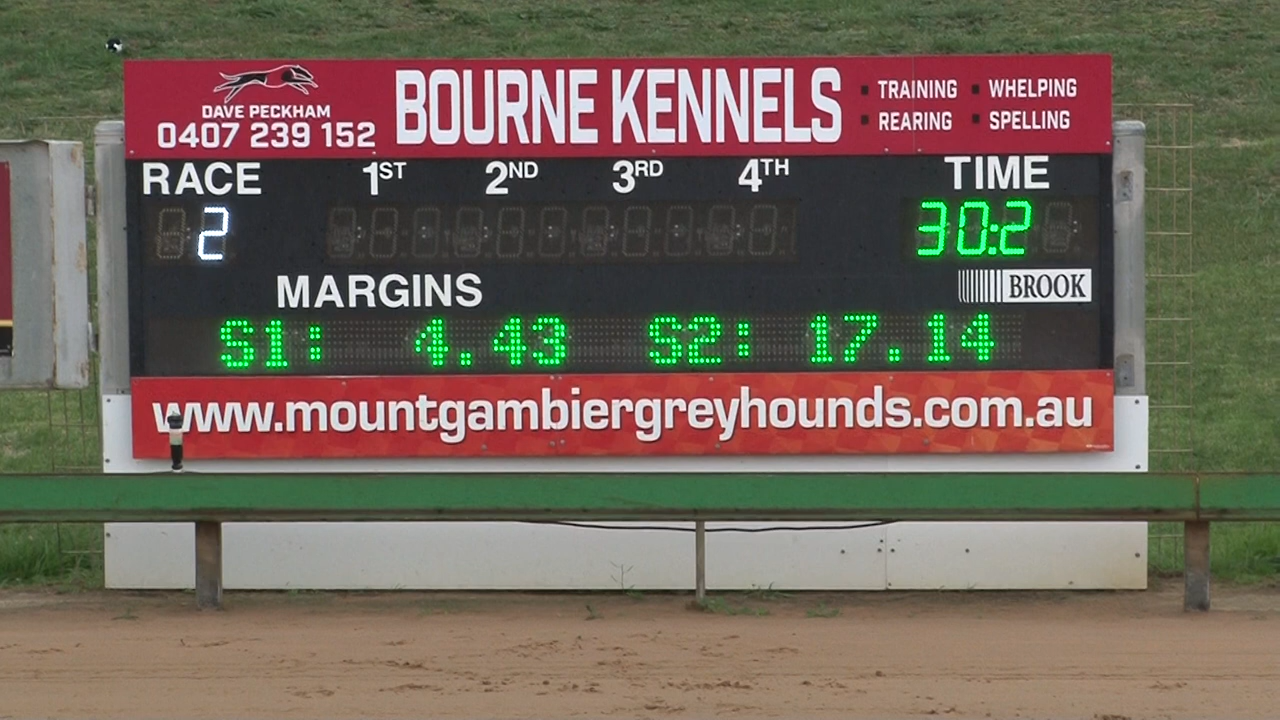 DAVE PECKHAM
0407 239 152
BOURNE KENNELS
▪ TRAINING ▪ WHELPING
▪ REARING ▪ SPELLING
RACE 1ST 2ND 3RD 4TH TIME
2 30:2
MARGINS
BROOK
S1: 4.43 S2: 17.14
www.mountgambiergreyhounds.com.au